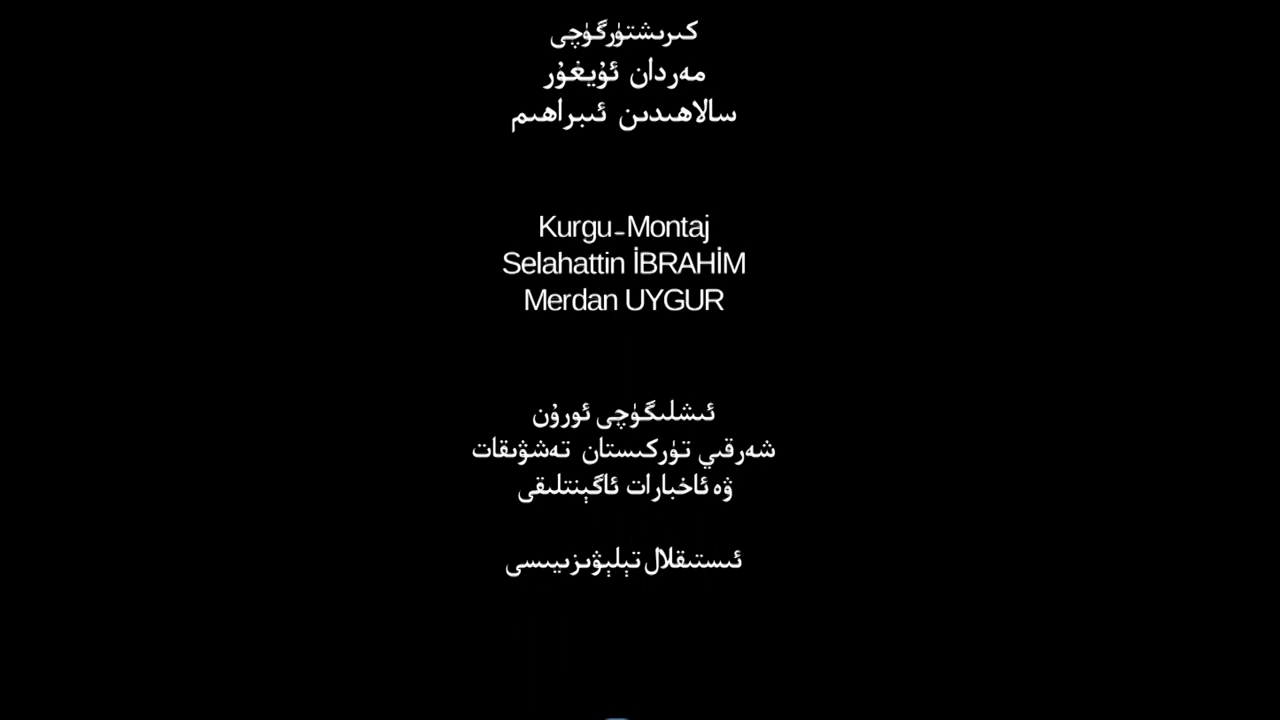 كىرىشتۈرگۈچى
مەردان ئۇيغۇر
سالاھىدىن ئىبراھىم
Kurgu-Montaj
Selahattin İBRAHİM
Merdan UYGUR
ئىشلىگۈچى ئورۇن
شەرقىي تۈركىستان تەشۋىقات
ۋە ئاخبارات ئاگېنتلىقى
ئىستىقلال تېلېۋىزىيىسى